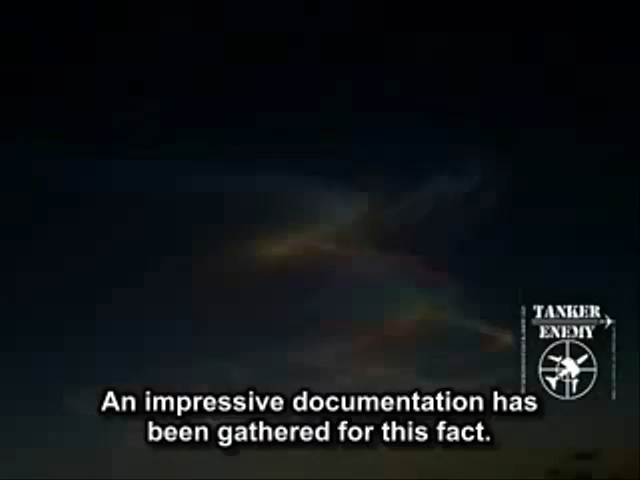 TANKER
ENEMY
An impressive documentation has
been gathered for this fact.